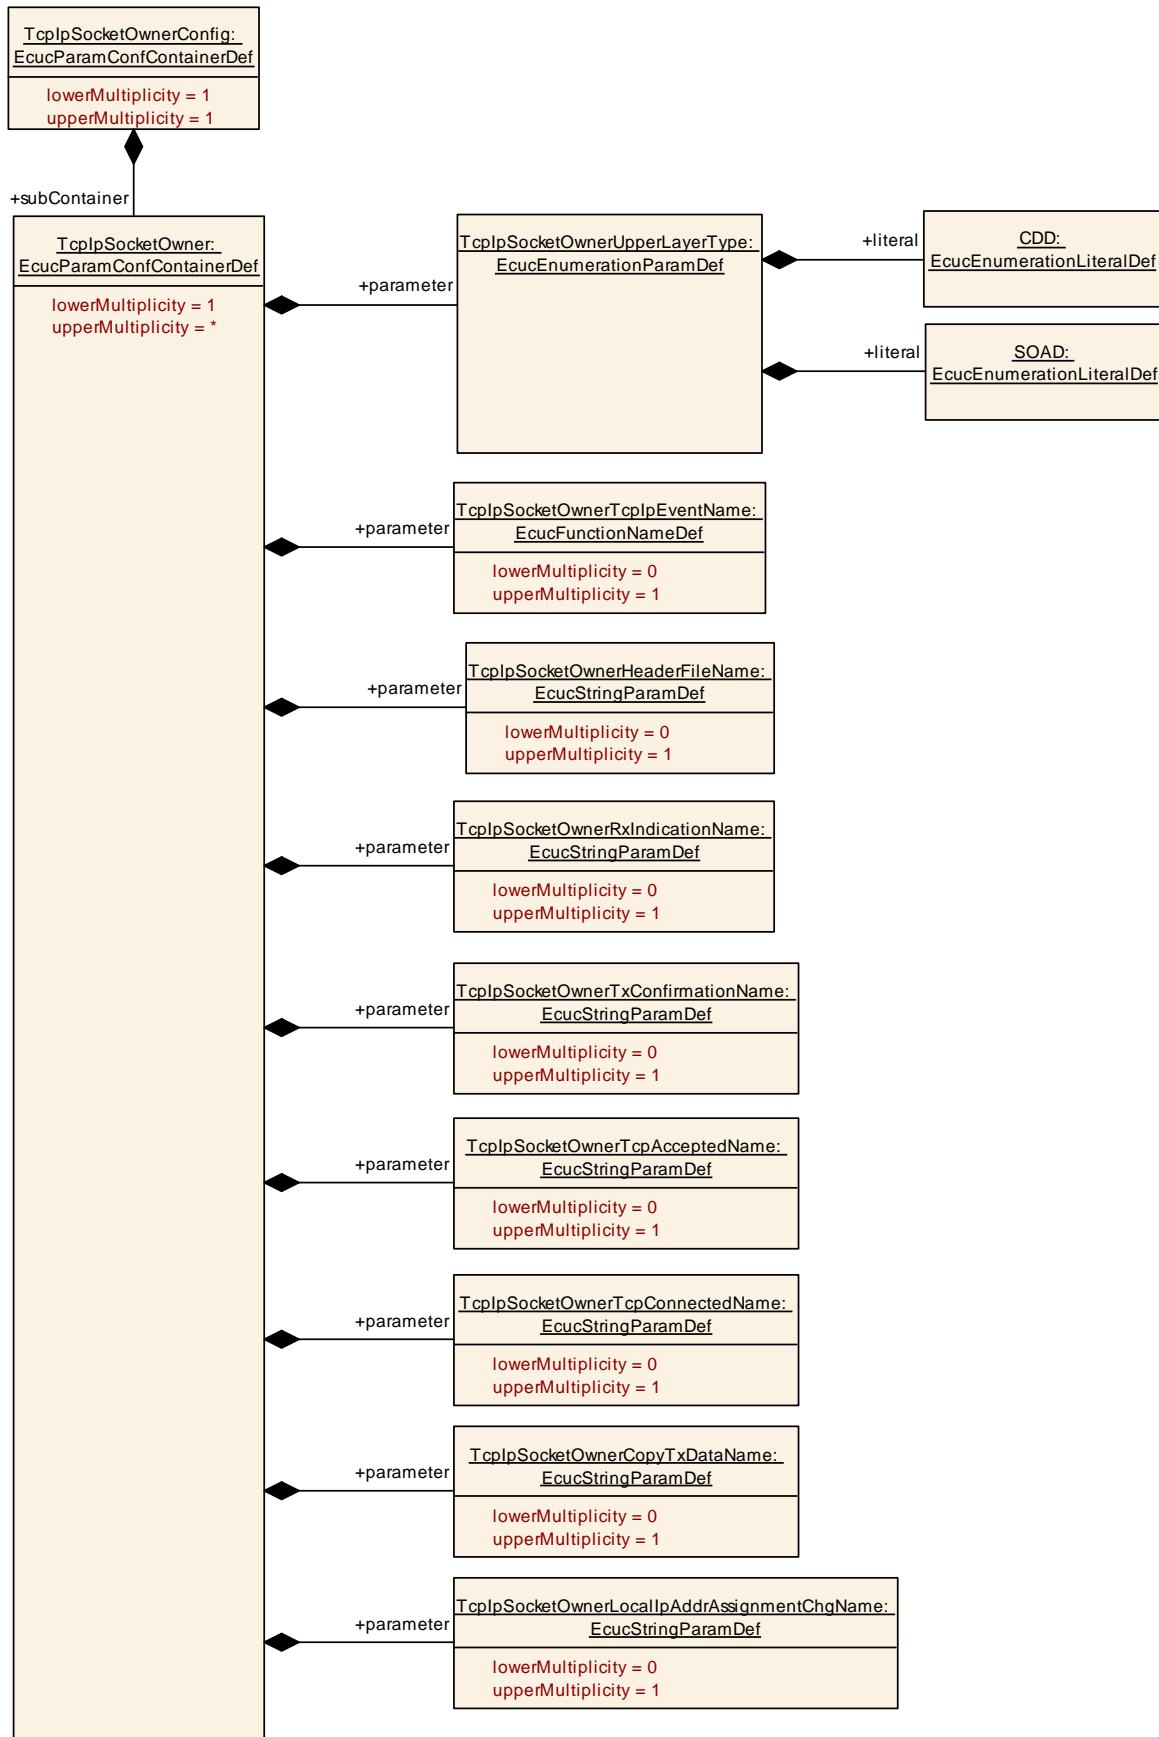 TcpIpSocketOwnerConfig:
EcucParamConfContainerDef
lowerMultiplicity = 1
upperMultiplicity = 1
+subContainer
TcpIpSocketOwner:
EcucParamConfContainerDef
lowerMultiplicity = 1
upperMultiplicity = *
+parameter
TcpIpSocketOwnerUpperLayerType:
EcucEnumerationParamDef
+literal
CDD:
EcucEnumerationLiteralDef
+literal
SOAD:
EcucEnumerationLiteralDef
+parameter
TcpIpSocketOwnerTcpIpEventName:
EcucFunctionNameDef
lowerMultiplicity = 0
upperMultiplicity = 1
+parameter
TcpIpSocketOwnerHeaderFileName:
EcucStringParamDef
lowerMultiplicity = 0
upperMultiplicity = 1
+parameter
TcpIpSocketOwnerRxIndicationName:
EcucStringParamDef
lowerMultiplicity = 0
upperMultiplicity = 1
+parameter
TcpIpSocketOwnerTxConfirmationName:
EcucStringParamDef
lowerMultiplicity = 0
upperMultiplicity = 1
+parameter
TcpIpSocketOwnerTcpAcceptedName:
EcucStringParamDef
lowerMultiplicity = 0
upperMultiplicity = 1
+parameter
TcpIpSocketOwnerTcpConnectedName:
EcucStringParamDef
lowerMultiplicity = 0
upperMultiplicity = 1
+parameter
TcpIpSocketOwnerCopyTxDataName:
EcucStringParamDef
lowerMultiplicity = 0
upperMultiplicity = 1
+parameter
TcpIpSocketOwnerLocalIpAddrAssignmentChgName:
EcucStringParamDef
lowerMultiplicity = 0
upperMultiplicity = 1